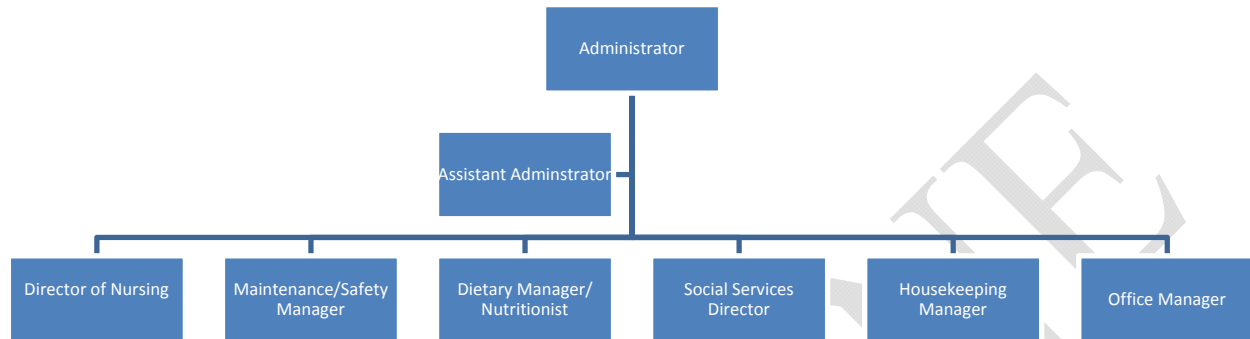 Administrator
Assistant Adminstrator
Director of Nursing
Maintenance/Safety
Manager
Dietary Manager/
Nutritionist
Social Services
Director
Housekeeping
Manager
Office Manager